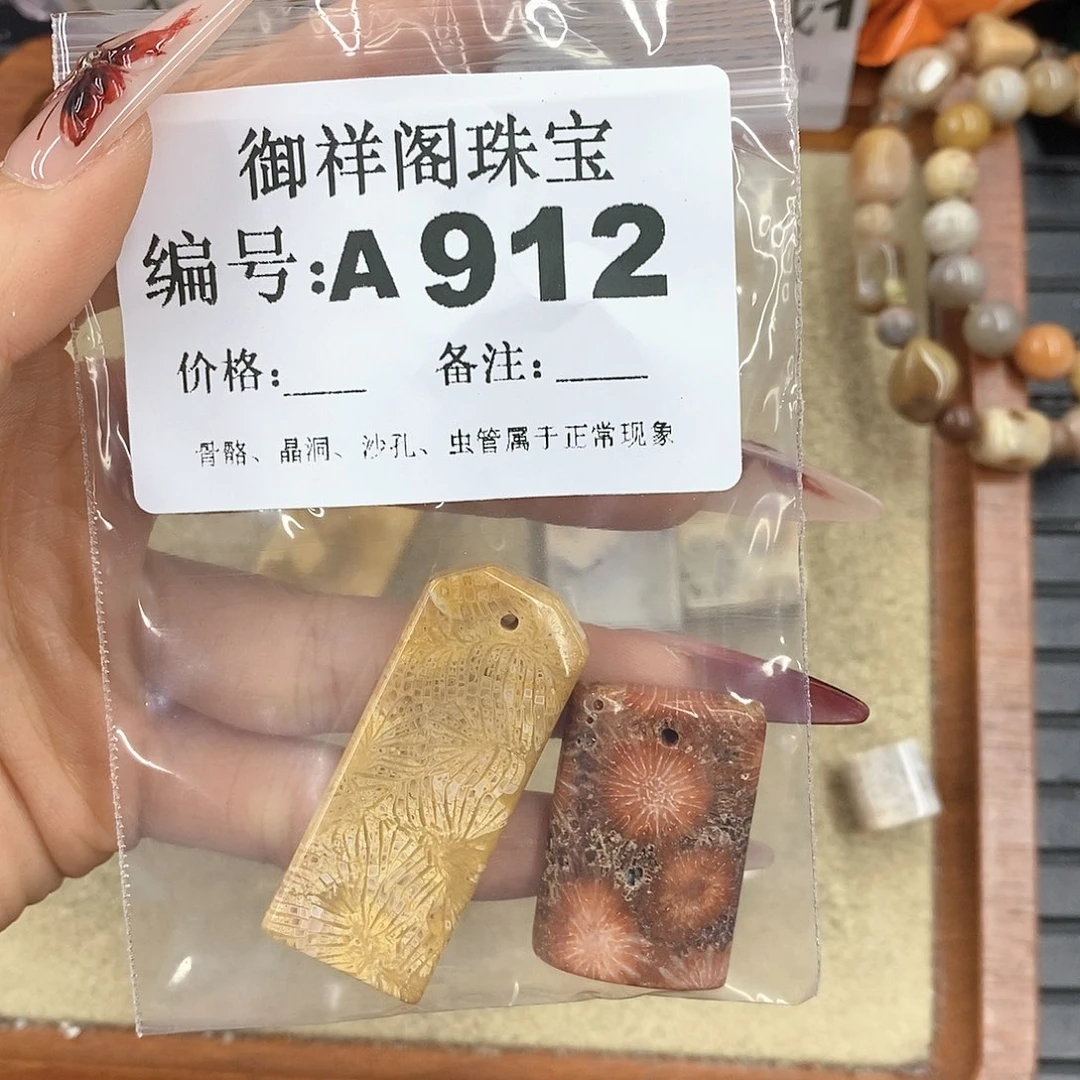 御祥阁珠宝
编号:A912
价格:___ 备注:____
骨骼、晶洞、沙孔、虫管属于正常现象